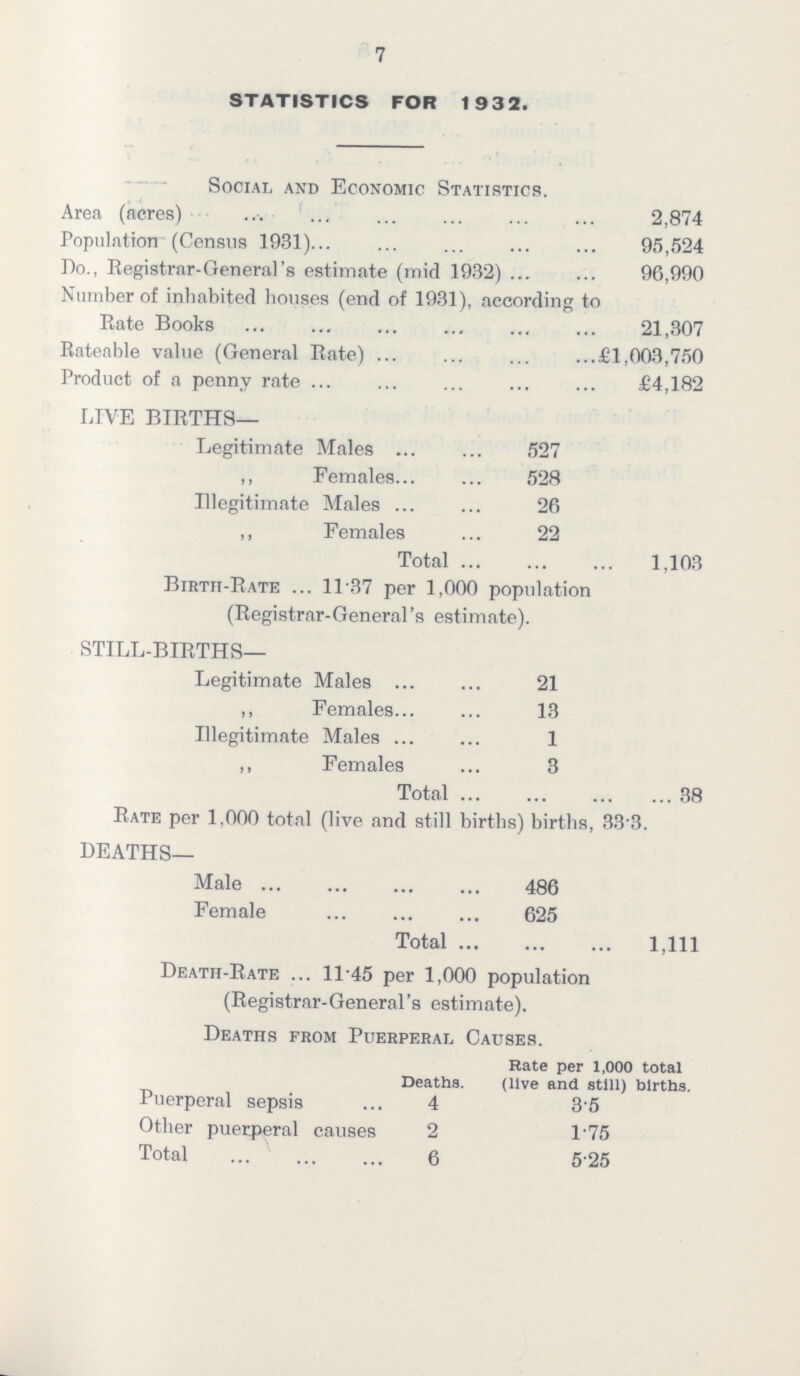 7
STATISTICS FOR 1932.
SOCIAL AND ECONOMIC STATISTICS.
Area (acres) ... ... ... ... ... ... 2,874
Population (Census 1931)... ... ... ... ... 95,524
Do., Registrar-General's estimate (mid 1932) ... ... 96,990
Number of inhabited houses (end of 1931), according to
Rate Books ... ... ... ... ... ... 21,307
Rateable value (General Rate) ... ... ... ...£1,003,750
Product of a penny rate ... ... ... ... ... £4,182
LIVE BIRTHS—
Legitimate Males ... ... 527
,, Females... ... 528
Illegitimate Males ... ... 26
,, Females ... 22
Total ... ... ... 1,103
BIRTH-RATE ... 11·37 per 1,000 population
(Registrar-General's estimate).
STILL-BIRTHS—
Legitimate Males ... ... 21
,, Females... ... 13
Illegitimate Males ... ... 1
,, Females ... 3
Total ... ... ... ... 38
RATE per 1,000 total (live and still births) births, 33·3.
DEATHS—
Male ... ... ... ... 486
Female ... ... ... 625
Total ... ... ... 1,111
DEATH-RATE ... 11·45 per 1,000 population
(Registrar-General's estimate).
DEATHS FROM PUERPERAL CAUSES.
Rate per 1,000 total
Deaths. (live and still) births.
Puerperal sepsis ... 4 3·5
Other puerperal causes 2 1·75
Total ... ... ... 6 5·25